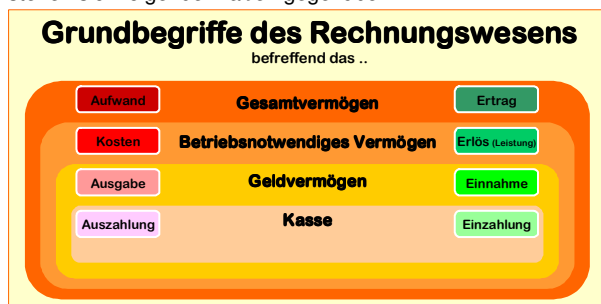 Grundbegriffe des Rechnungswesens
befreffend das ..
Aufwand Gesamtvermögen Ertrag
Kosten Betriebsnotwendiges Vermögen Erlös (Leistung)
Ausgabe Geldvermögen Einnahme
Auszahlung Kasse Einzahlung